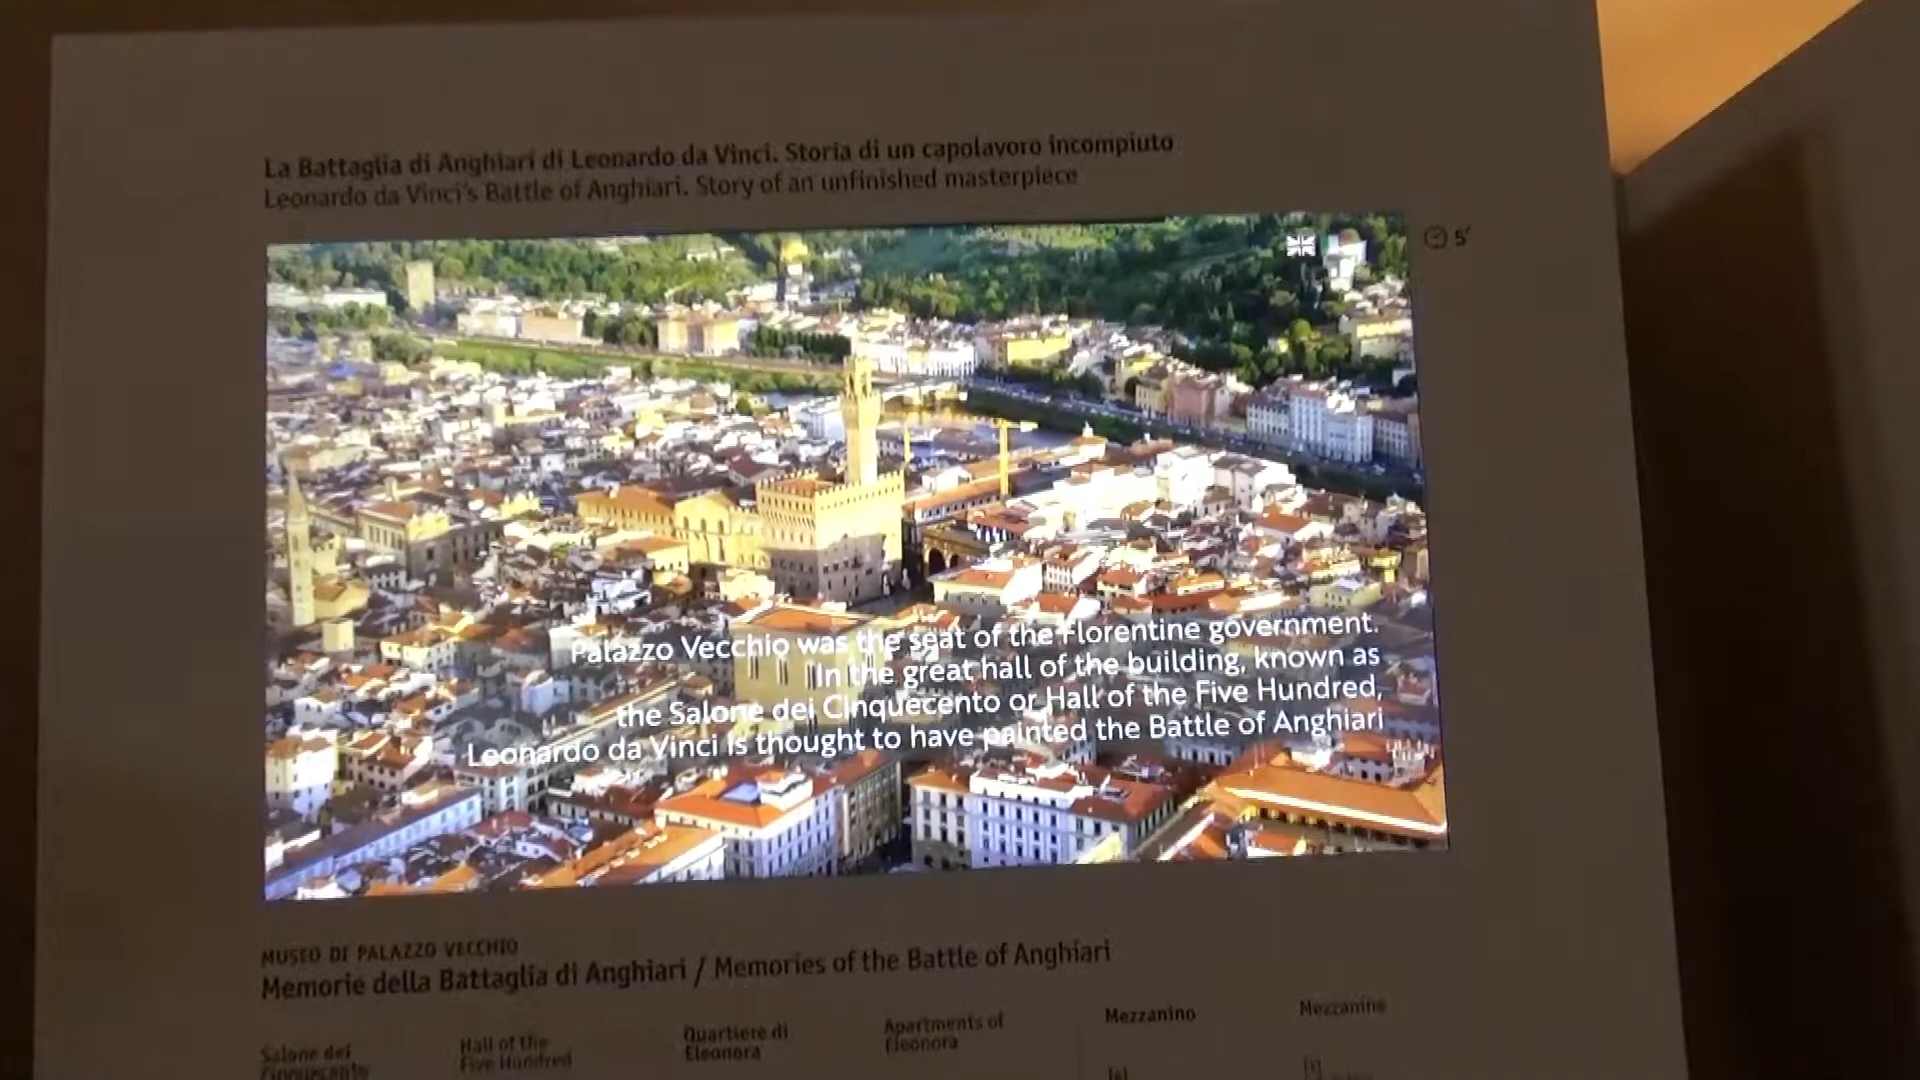 La Battaglia di Anghiari di Leonardo da Vinci. Storia di un capolavoro incompiuto
Leonardo da Vinci's Battle of Anghiari. Story of an unfinished masterpiece
5'
Palazzo Vecchio was the seat of the Florentine government.
In the great hall of the building, known as
the Salone dei Cinquecento or Hall of the Five Hundred,
Leonardo da Vinci is thought to have painted the Battle of Anghiari
MUSEO DI PALAZZO VECCHIO
Memorie della Battaglia di Anghiari / Memories of the Battle of Anghiari
Salone dei
Cinquecento
Hall of the
Five Hundred
Quartiere di
Eleonora
Apartments of
Eleonora
Mezzanino
Mezzanine